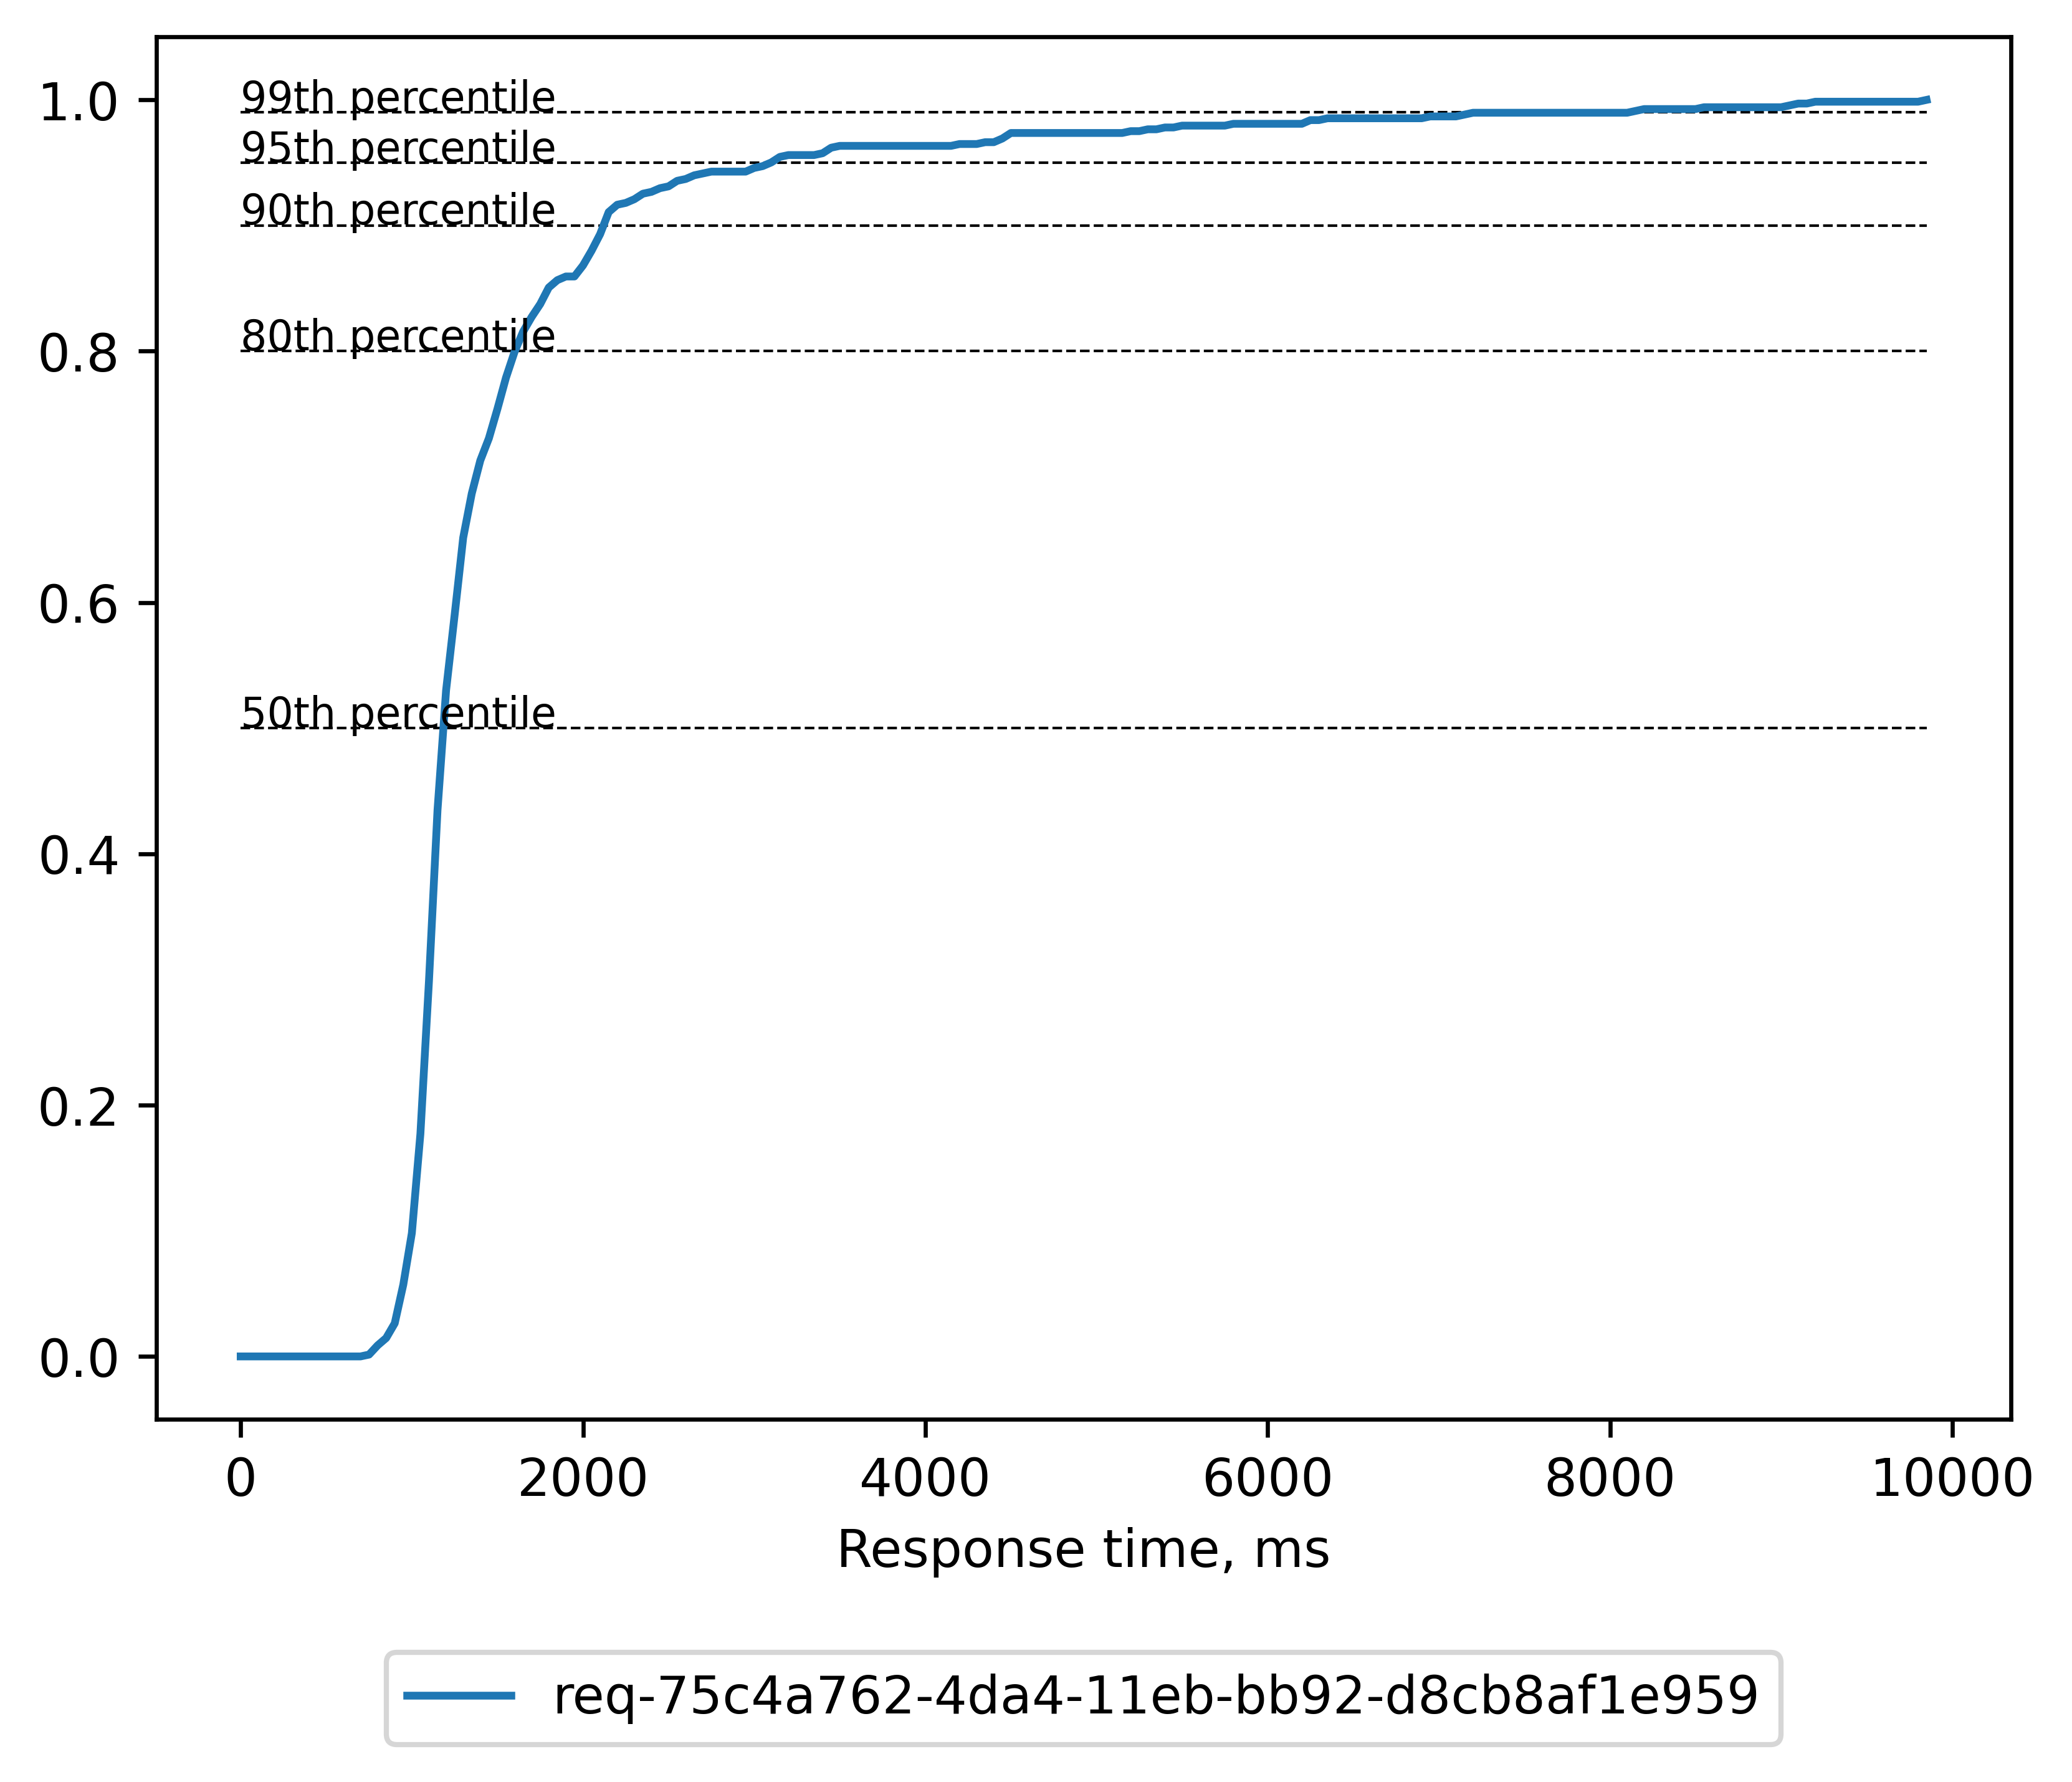 1.0
99th percentile
95th percentile
90th percentile
0.8
80th percentile
0.6
50th percentile
0.4
0.2
0.0
0 2000 4000 6000 8000 10000
Response time, ms
req-75c4a762-4da4-11eb-bb92-d8cb8af1e959